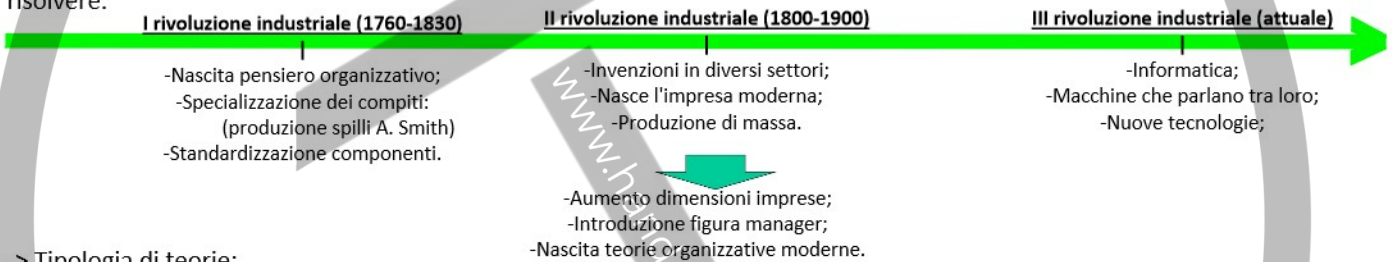 risolvere.
I rivoluzione industriale (1760-1830)
II rivoluzione industriale (1800-1900)
III rivoluzione industriale (attuale)
-Nascita pensiero organizzativo;
-Specializzazione dei compiti:
(produzione spilli A. Smith)
-Standardizzazione componenti.
-Invenzioni in diversi settori;
-Nasce l'impresa moderna;
-Produzione di massa.
-Aumento dimensioni imprese;
-Introduzione figura manager;
-Nascita teorie organizzative moderne.
-Informatica;
-Macchine che parlano tra loro;
-Nuove tecnologie;
> Tipologia di teorie: